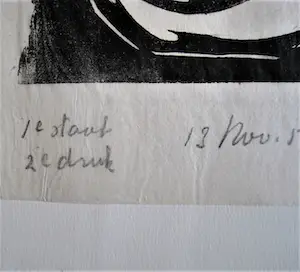 1e staat
2e druk
13 Nov.